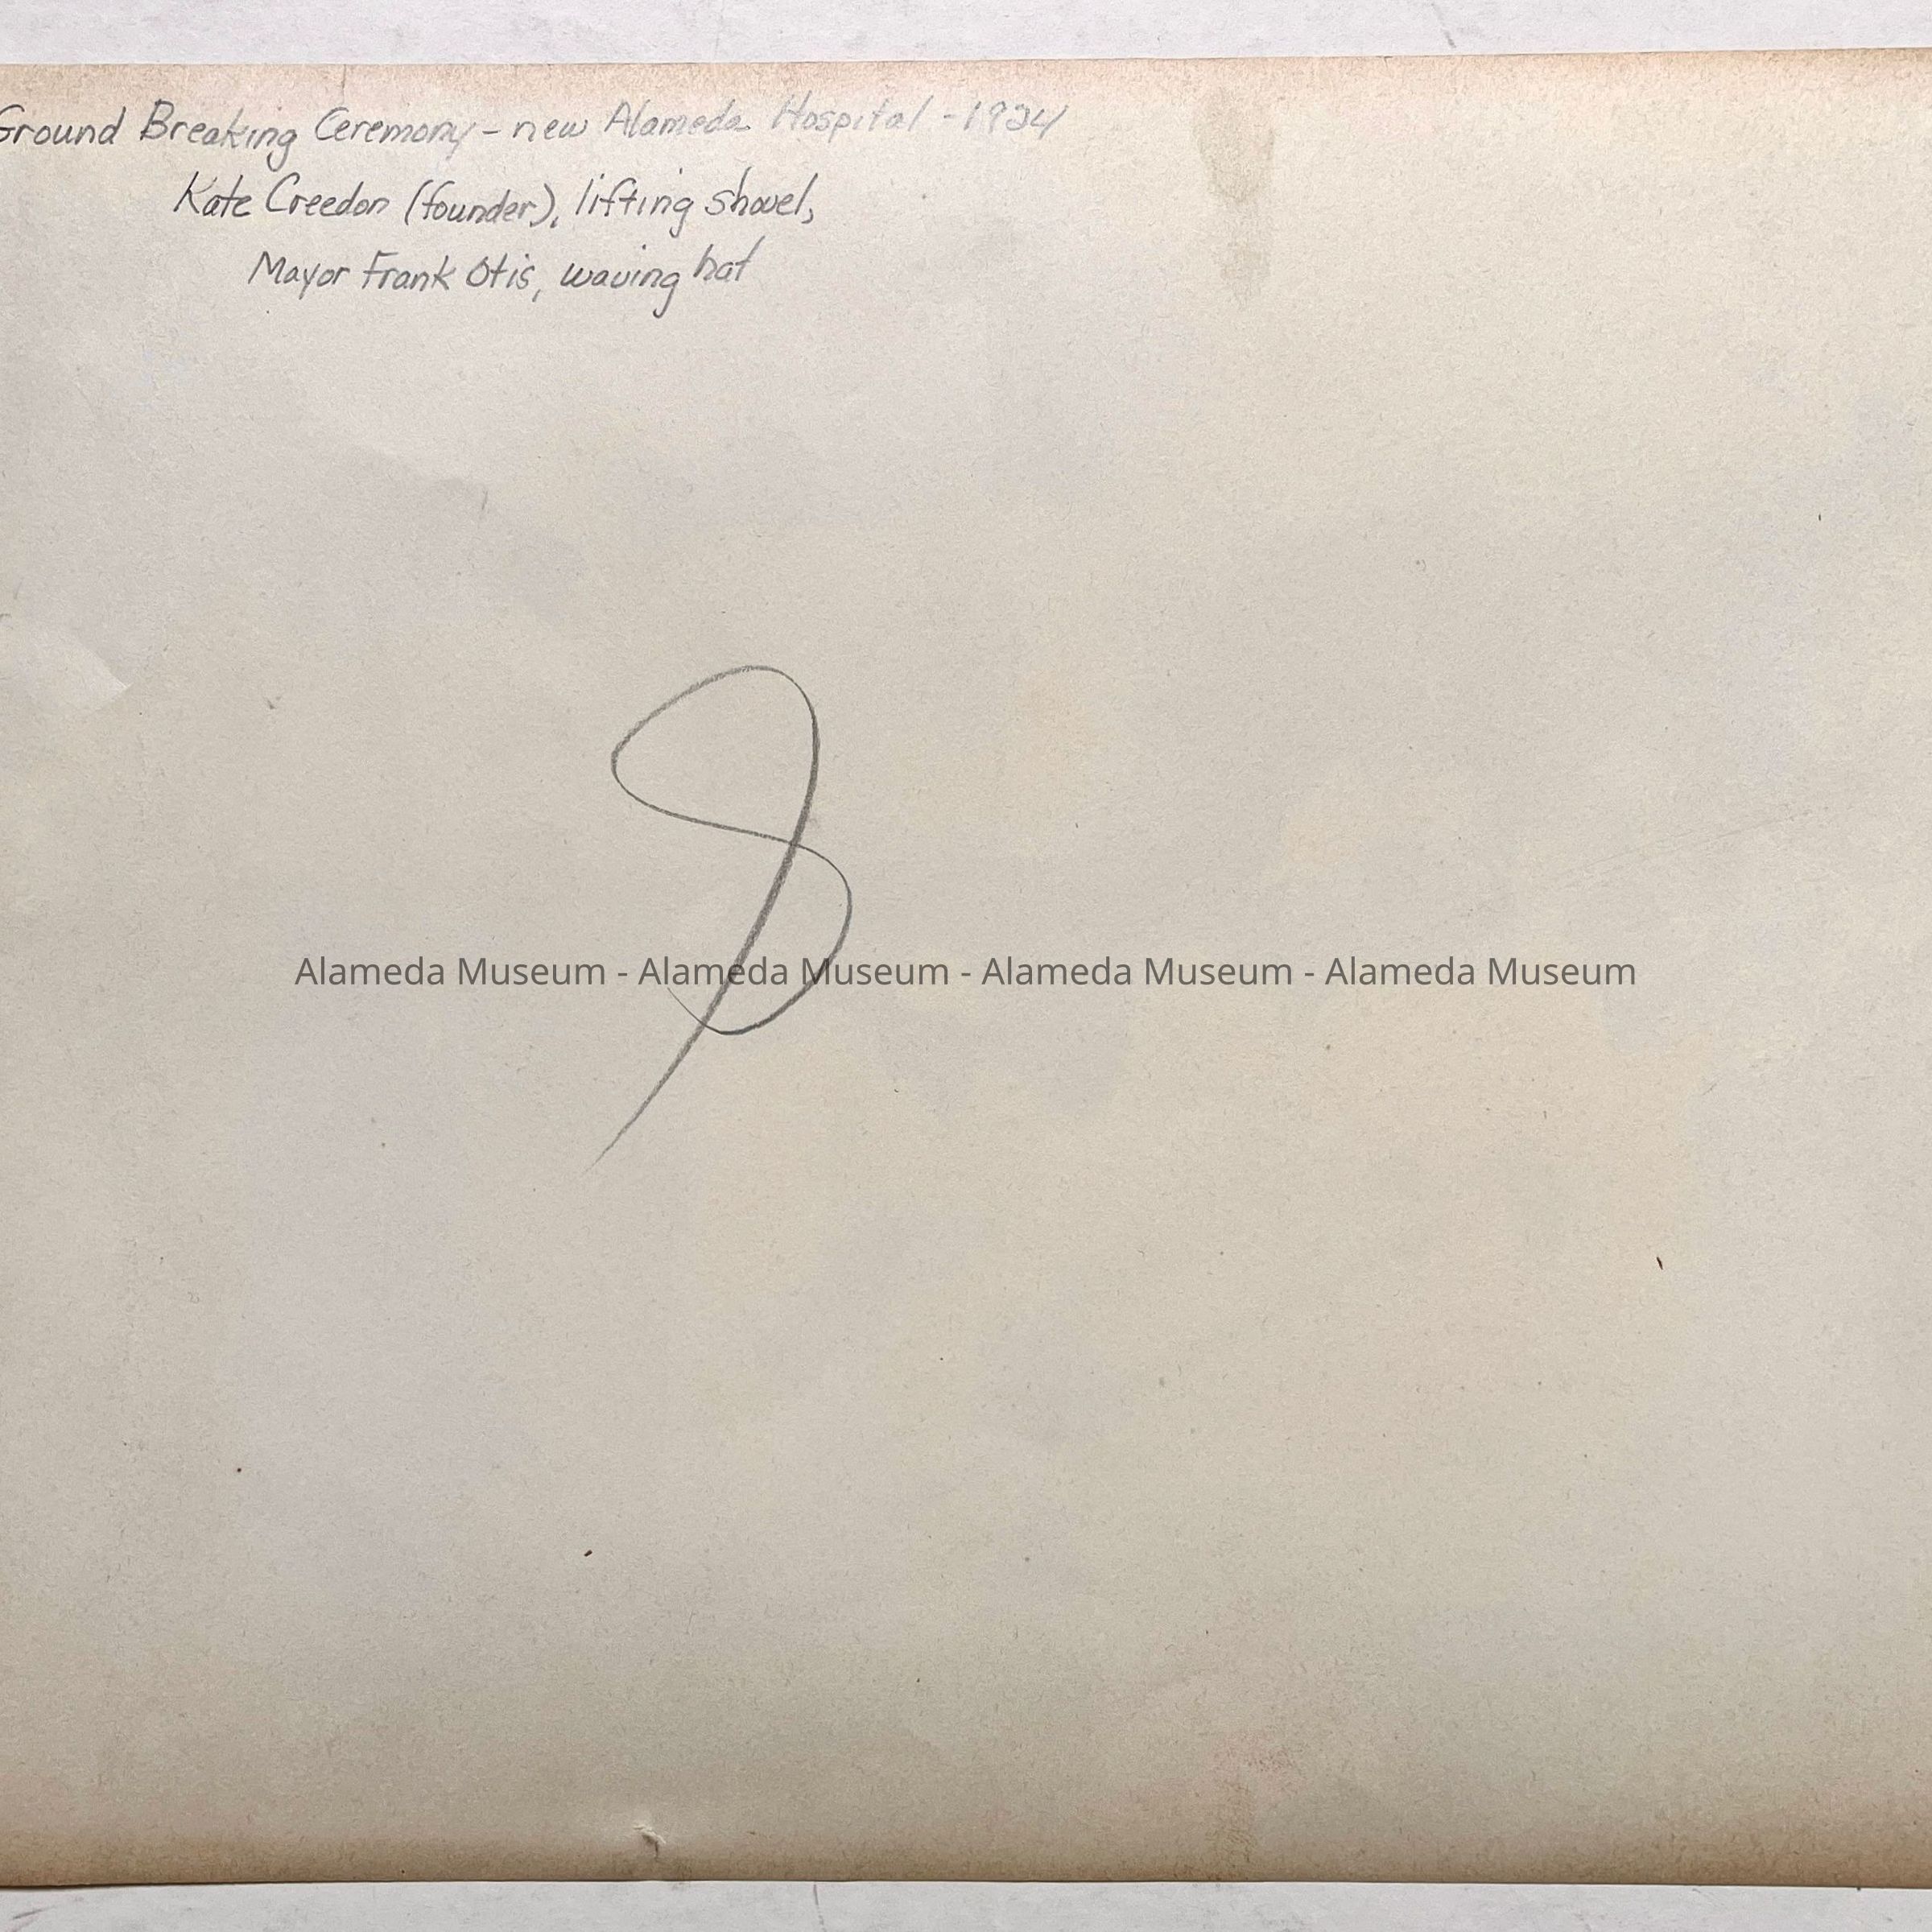 Ground Breaking Ceremony - new Alameda Hospital - 1924
Kate Creedon (founder), lifting shovel,
Mayor Frank Otis, waving hat
8
Alameda Museum - Alameda Museum - Alameda Museum - Alameda Museum